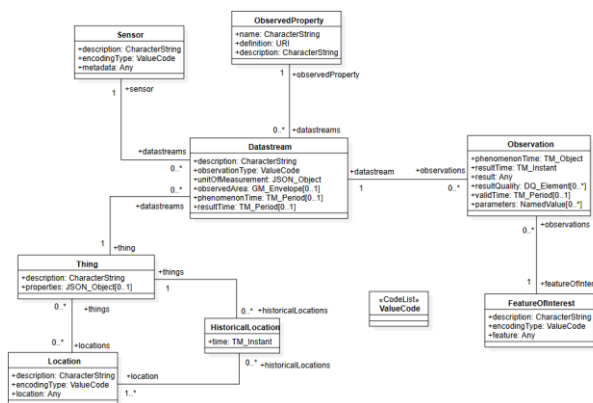 ObservedProperty
+name: CharacterString
+definition: URI
+description: CharacterString
Sensor
+description: CharacterString
+encodingType: ValueCode
+metadata: Any
1
+sensor
1
+observedProperty
0..*
+datastreams
+datastreams
0..*
Datastream
+description: CharacterString
+observationType: ValueCode
+unitOfMeasurement: JSON_Object
+observedArea: GM_Envelope[0..1]
+phenomenonTime: TM_Period[0..1]
+resultTime: TM_Period[0..1]
+datastream
1
+observations
0..*
Observation
+phenomenonTime: TM_Object
+resultTime: TM_Instant
+result: Any
+resultQuality: DQ_Element[0..*]
+validTime: TM_Period[0..1]
+parameters: NamedValue[0..*]
0..*
+datastreams
+observations
0..*
1
+thing
Thing
+description: CharacterString
+properties: JSON_Object[0..1]
+things
1
0..*
+things
0..*
+locations
+historicalLocations
0..*
HistoricalLocation
+time: TM_Instant
0..*
+historicalLocations
«CodeList»
ValueCode
1
+featureOfInterest
FeatureOfInterest
+description: CharacterString
+encodingType: ValueCode
+feature: Any
Location
+description: CharacterString
+encodingType: ValueCode
+location: Any
+location
1..*